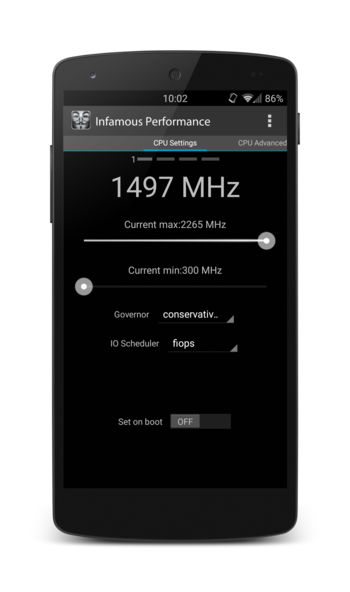 10:02 86%
Infamous Performance
CPU Settings CPU Advanced
1
1497 MHz
Current max:2265 MHz
Current min:300 MHz
Governor conservativ..
IO Scheduler fiops
Set on boot OFF